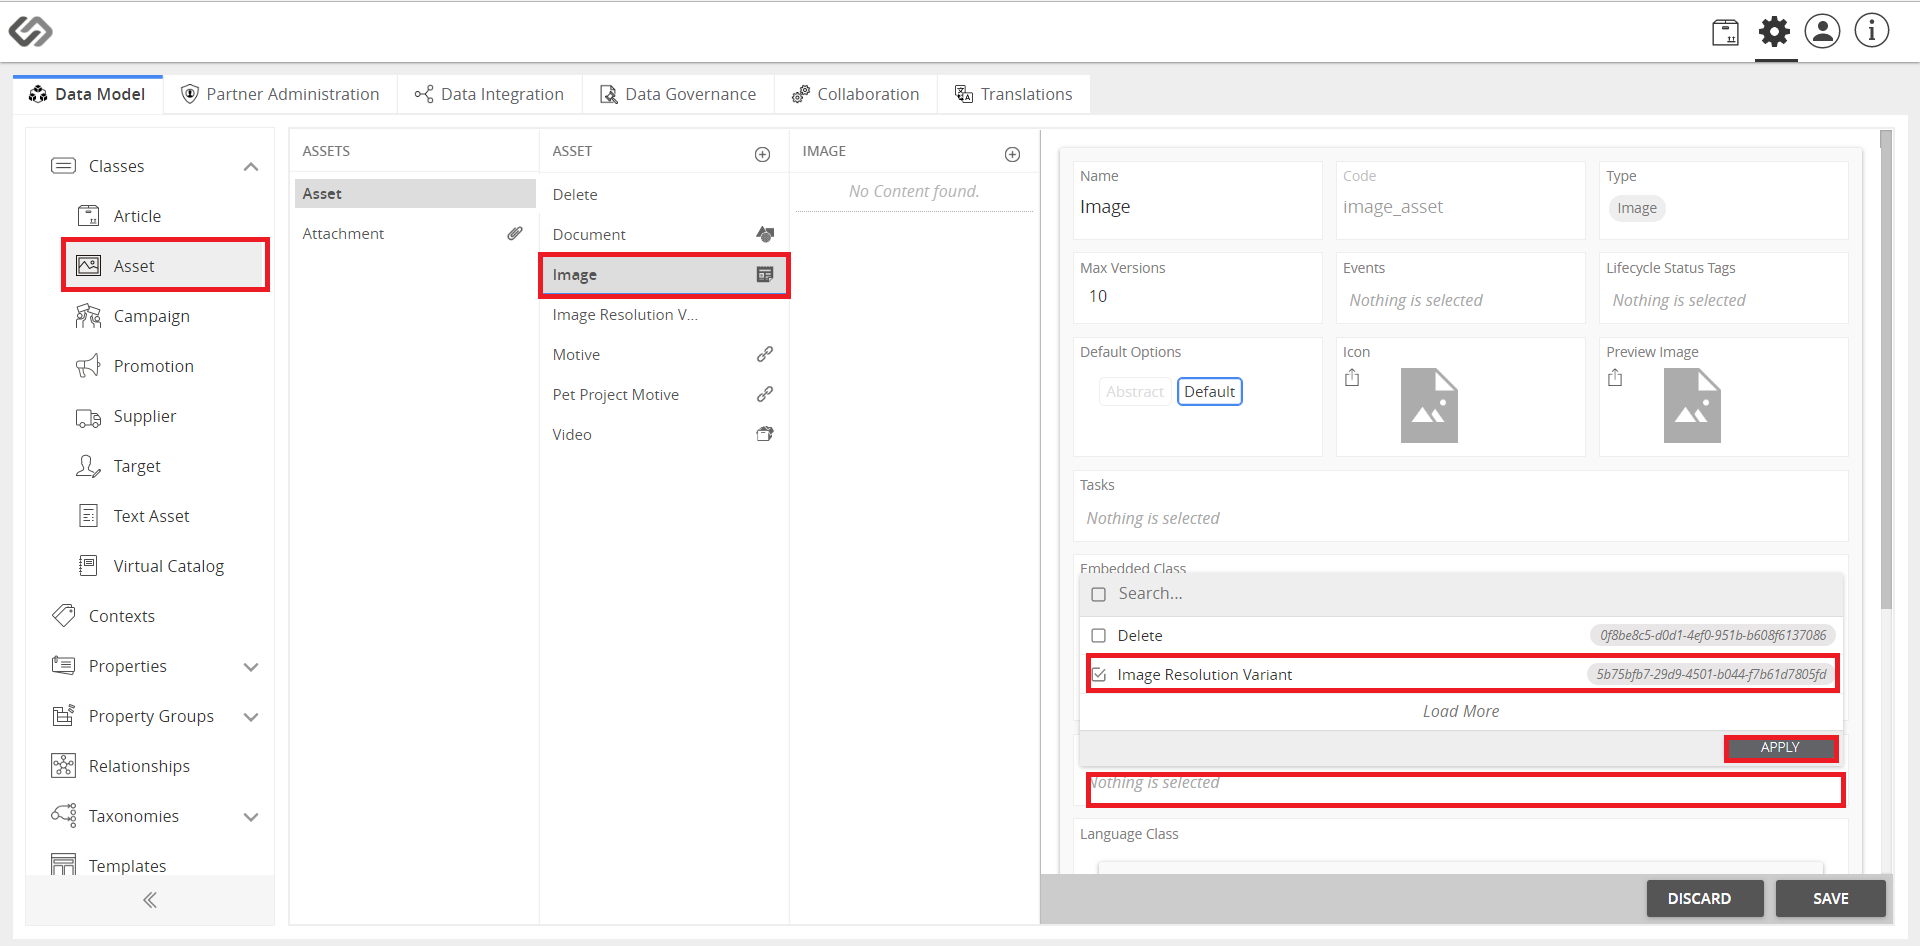 Data Model
Partner Administration
Data Integration
Data Governance
Collaboration
Translations
Classes
Article
Asset
Campaign
Promotion
Supplier
Target
Text Asset
Virtual Catalog
Contexts
Properties
Property Groups
Relationships
Taxonomies
Templates
ASSETS
Asset
Attachment
ASSET
Delete
Document
Image
Image Resolution V...
Motive
Pet Project Motive
Video
IMAGE
No Content found.
Name
Image
Code
image_asset
Type
Image
Max Versions
10
Events
Nothing is selected
Lifecycle Status Tags
Nothing is selected
Default Options
Abstract Default
Icon
Preview Image
Tasks
Nothing is selected
Embedded Class
Search...
Delete 0f8be8c5-d0d1-4ef0-951b-b608f6137086
Image Resolution Variant 5b75bfb7-29d9-4501-b044-f7b61d7805fd
Load More
APPLY
Nothing is selected
Language Class
DISCARD SAVE